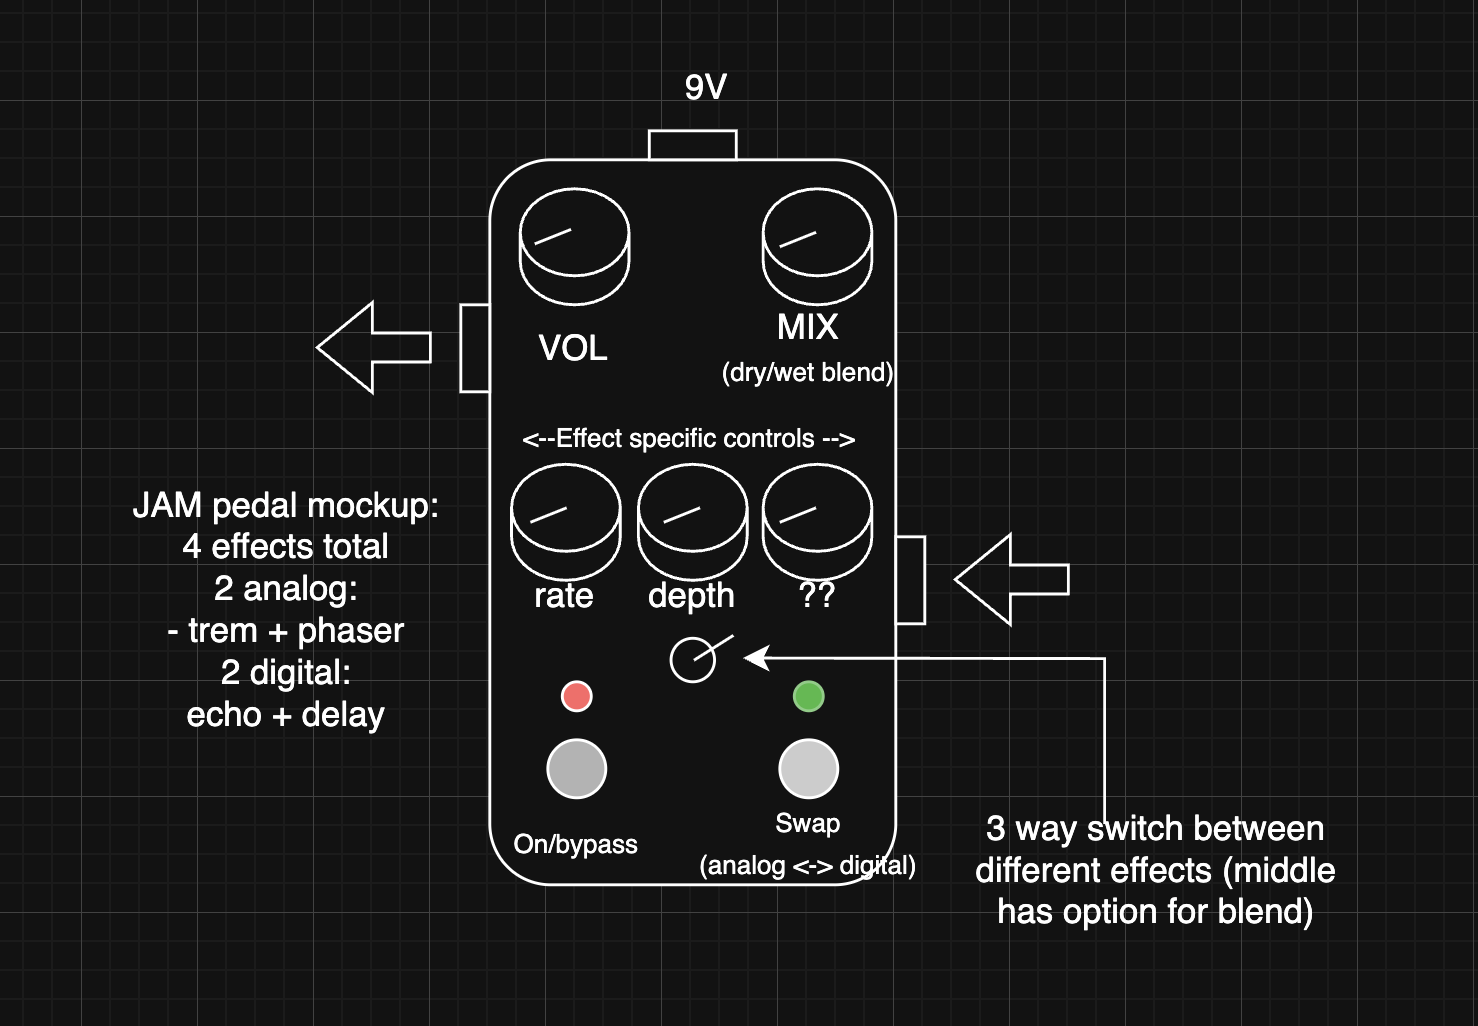 9V
VOL
MIX
(dry/wet blend)
<--Effect specific controls -->
rate
depth
??
JAM pedal mockup:
4 effects total
2 analog:
- trem + phaser
2 digital:
echo + delay
On/bypass
Swap
(analog <-> digital)
3 way switch between
different effects (middle
has option for blend)